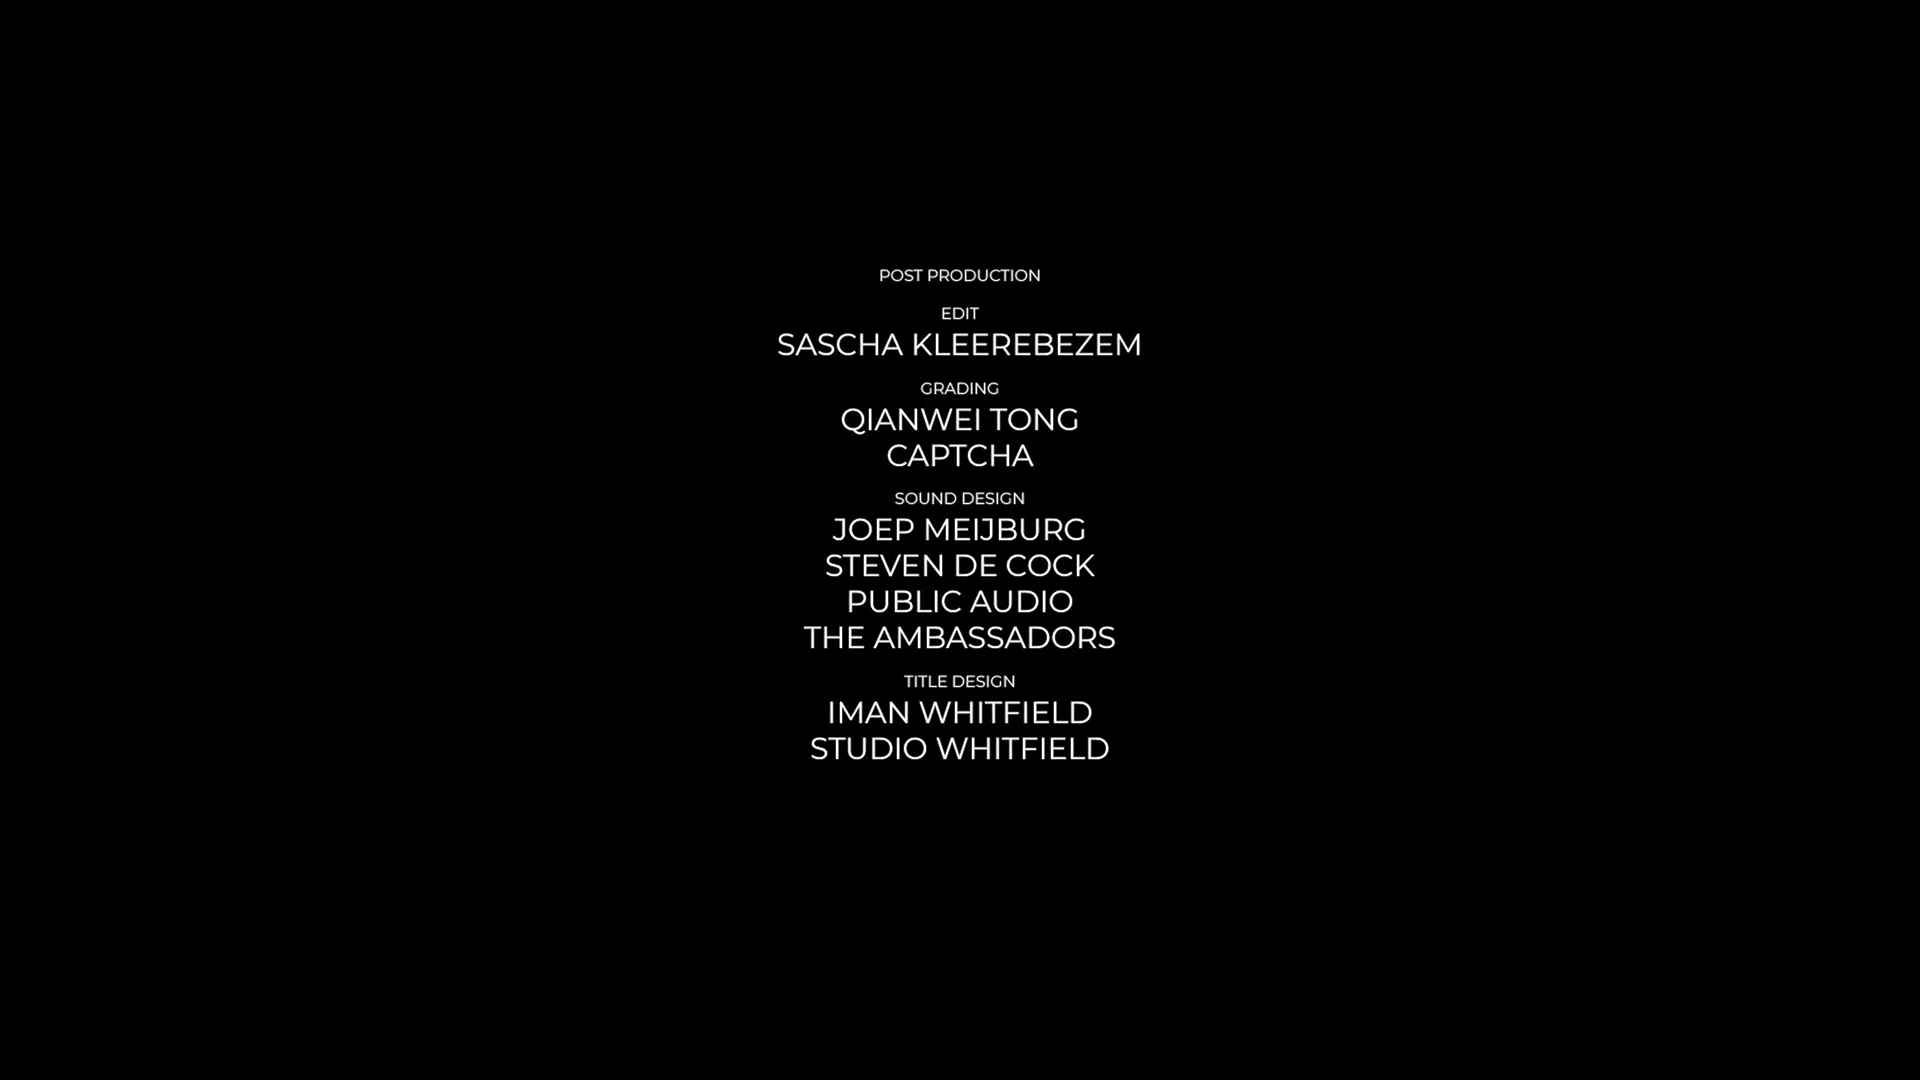 POST PRODUCTION
EDIT
SASCHA KLEEREBEZEM
GRADING
QIANWEI TONG
CAPTCHA
SOUND DESIGN
JOEP MEIJBURG
STEVEN DE COCK
PUBLIC AUDIO
THE AMBASSADORS
TITLE DESIGN
IMAN WHITFIELD
STUDIO WHITFIELD